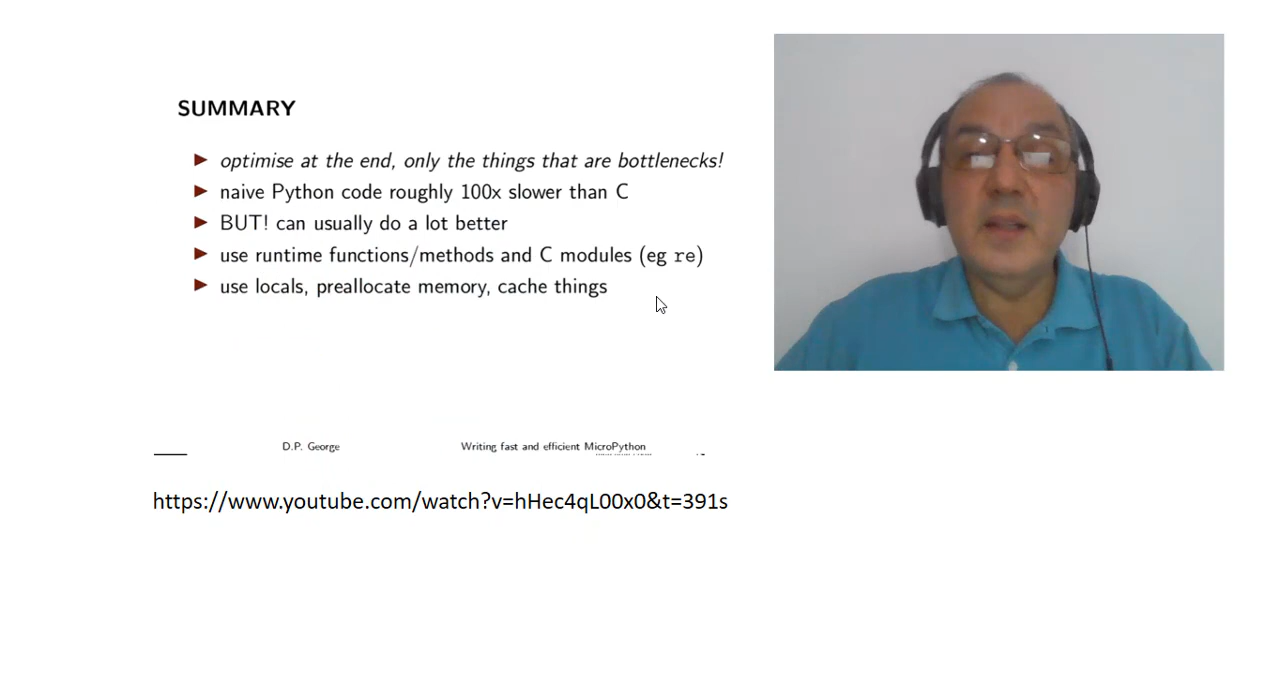 SUMMARY
▶ optimise at the end, only the things that are bottlenecks!
▶ naive Python code roughly 100x slower than C
▶ BUT! can usually do a lot better
▶ use runtime functions/methods and C modules (eg re)
▶ use locals, preallocate memory, cache things
D.P. George Writing fast and efficient MicroPython
https://www.youtube.com/watch?v=hHec4qL00x0&t=391s